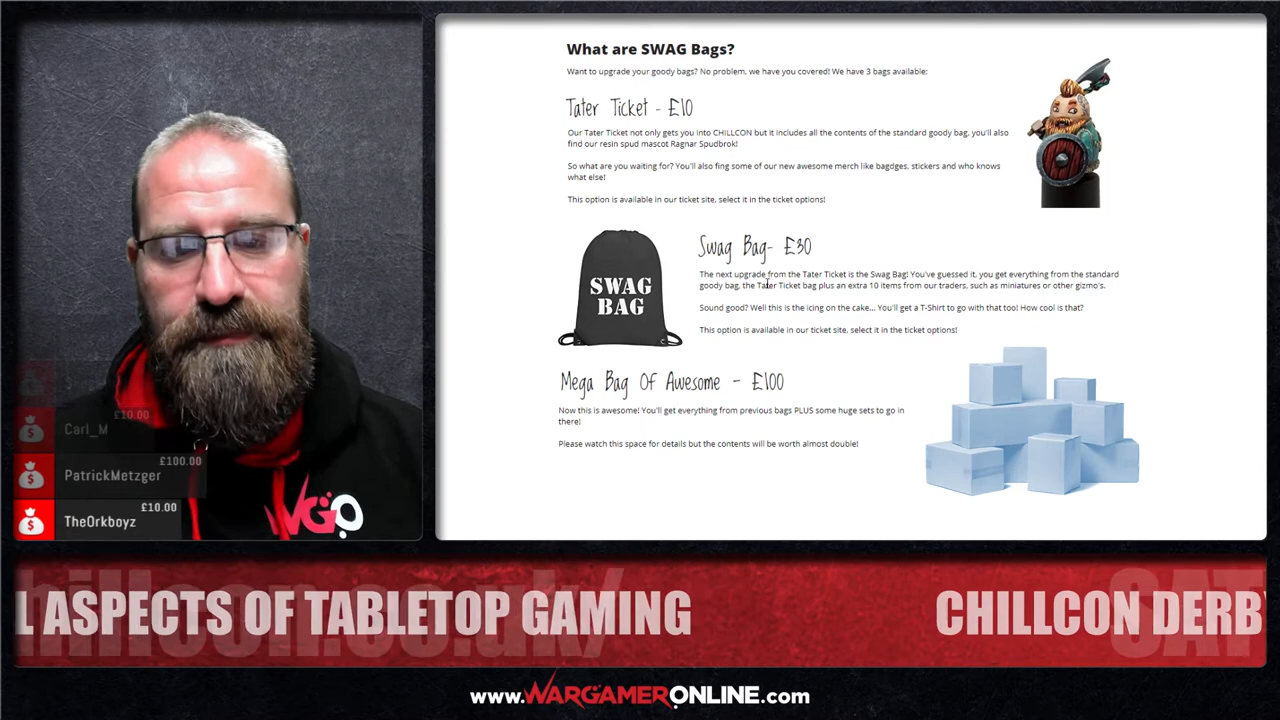 What are SWAG Bags?
Want to upgrade your goody bags? No problem, we have you covered! We have 3 bags available:
Tater Ticket - £10
Our Tater Ticket not only gets you into CHILLCON but it includes all the contents of the standard goody bag, you'll also
find our resin spud mascot Ragnar Spudbrok!
So what are you waiting for? You'll also fing some of our new awesome merch like bagdges, stickers and who knows
what else!
This option is available in our ticket site, select it in the ticket options!
Swag Bag- £30
The next upgrade from the Tater Ticket is the Swag Bag! You've guessed it, you get everything from the standard
goody bag, the Tater Ticket bag plus an extra 10 items from our traders, such as miniatures or other gizmo's.
Sound good? Well this is the icing on the cake... You'll get a T-Shirt to go with that too! How cool is that?
This option is available in our ticket site, select it in the ticket options!
SWAG
BAG
Mega Bag Of Awesome - £100
Now this is awesome! You'll get everything from previous bags PLUS some huge sets to go in
there!
Please watch this space for details but the contents will be worth almost double!
£10.00
Carl_M
£100.00
PatrickMetzger
£10.00
TheOrkboyz
WGO
hillcon.co.uk/
L ASPECTS OF TABLETOP GAMING
CHILLCON DERBY
SAT
www.WARGAMERONLINE.com